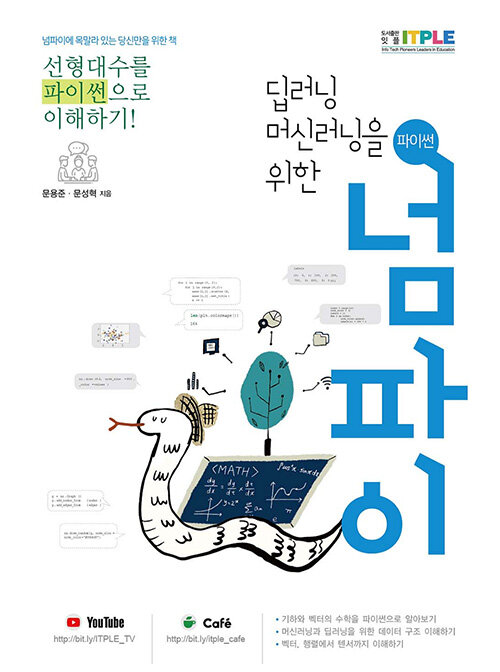 넘파이에 목말라 있는 당신만을 위한 책
선형대수를
파이썬으로
이해하기!
문용준 · 문성혁 지음
도서출판
잇플 ITPLE
Info Tech Pioneers Leaders in Education
딥러닝
머신러닝을
위한
파이썬
넘파이
<MATH>
YouTube
http://bit.ly/ITPLE_TV
Café
http://bit.ly/itple_cafe
• 기하와 벡터의 수학을 파이썬으로 알아보기
• 머신러닝과 딥러닝을 위한 데이터 구조 이해하기
• 벡터, 행렬에서 텐서까지 이해하기